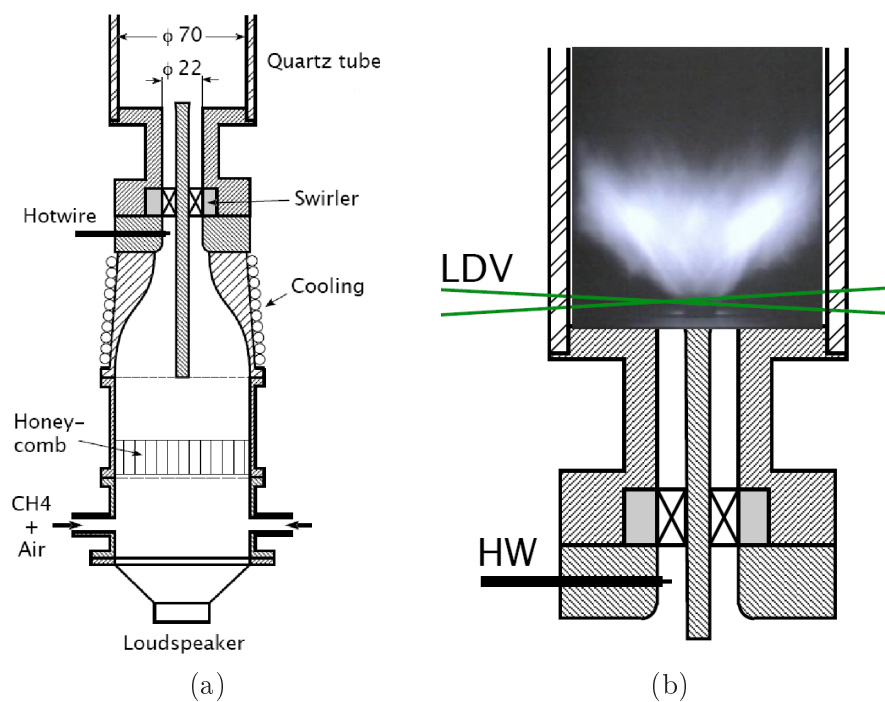 ϕ 70
ϕ 22
Quartz tube
Swirler
Hotwire
Cooling
Honey-
comb
CH4
+
Air
Loudspeaker
(a)
LDV
HW
(b)